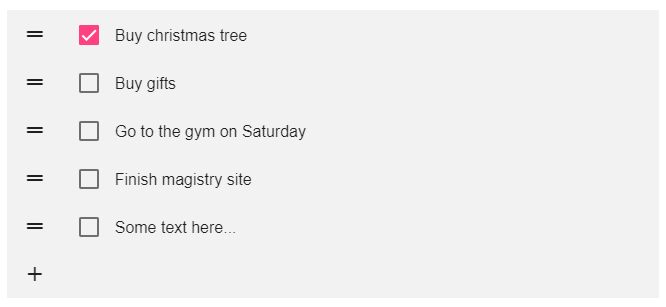 Buy christmas tree
Buy gifts
Go to the gym on Saturday
Finish magistry site
Some text here...